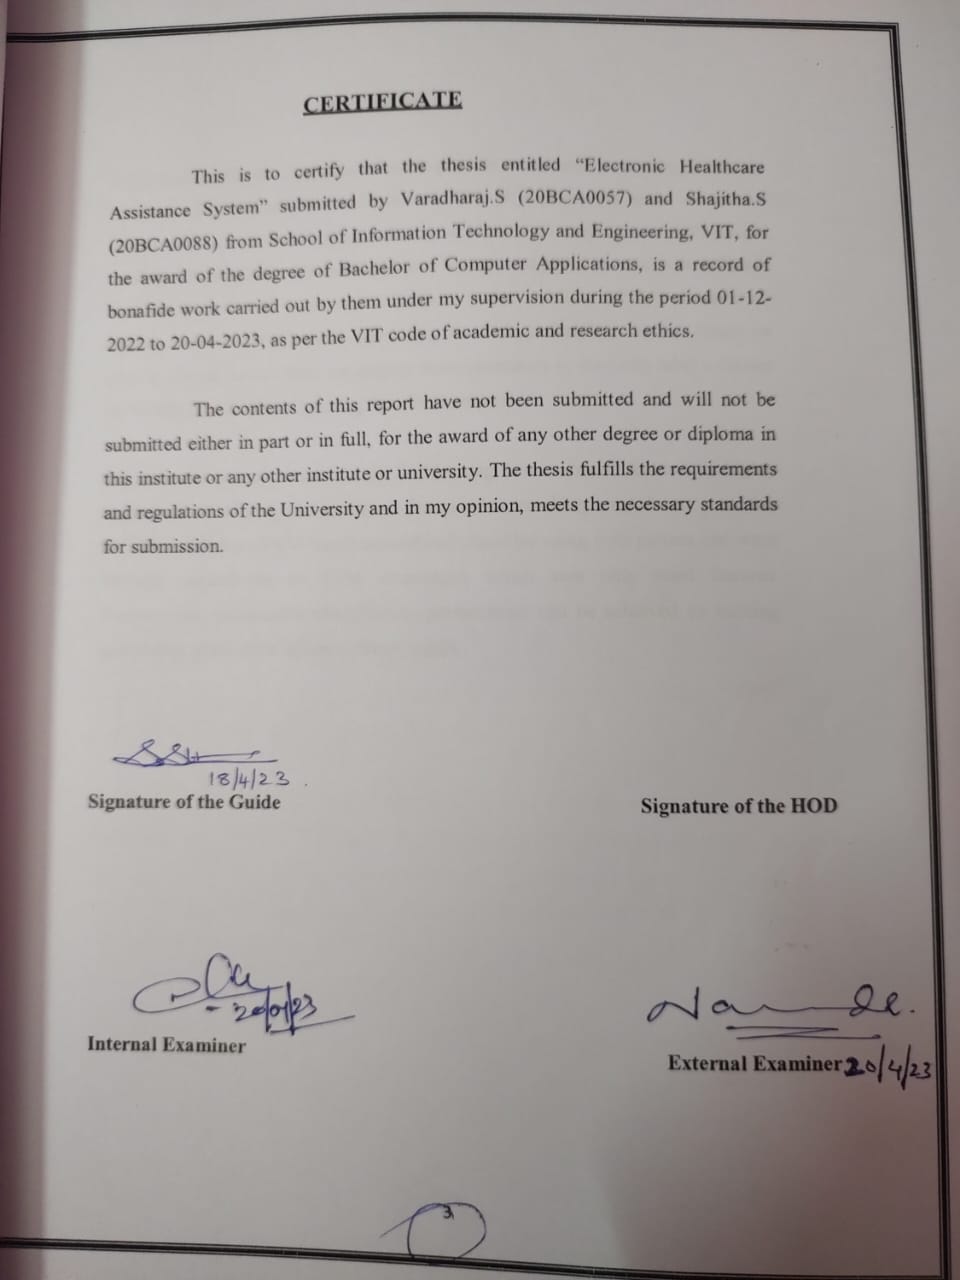 CERTIFICATE
This is to certify that the thesis entitled “Electronic Healthcare
Assistance System” submitted by Varadharaj.S (20BCA0057) and Shajitha.S
(20BCA0088) from School of Information Technology and Engineering, VIT, for
the award of the degree of Bachelor of Computer Applications, is a record of
bonafide work carried out by them under my supervision during the period 01-12-
2022 to 20-04-2023, as per the VIT code of academic and research ethics.
The contents of this report have not been submitted and will not be
submitted either in part or in full, for the award of any other degree or diploma in
this institute or any other institute or university. The thesis fulfills the requirements
and regulations of the University and in my opinion, meets the necessary standards
for submission.
18/4/23
Signature of the Guide
Signature of the HOD
Internal Examiner
External Examiner 20/4/23
3